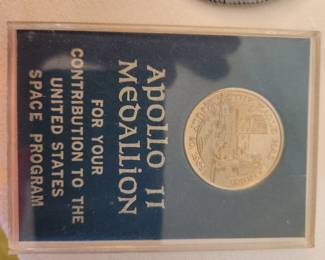 APOLLO 11
MEDALLION
FOR YOUR
CONTRIBUTION TO THE
UNITED STATES
SPACE PROGRAM